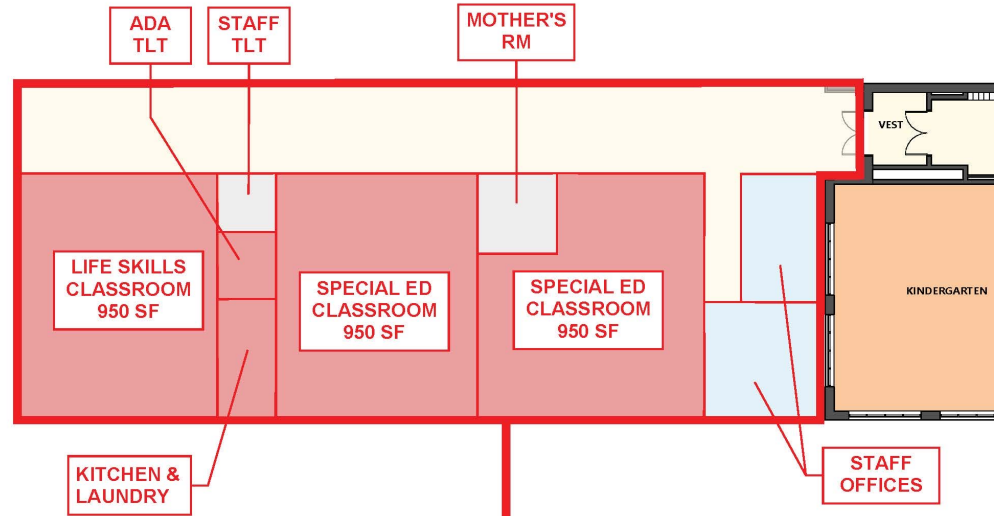 ADA
TLT
STAFF
TLT
MOTHER'S
RM
VEST
LIFE SKILLS
CLASSROOM
950 SF
SPECIAL ED
CLASSROOM
950 SF
SPECIAL ED
CLASSROOM
950 SF
KINDERGARTEN
KITCHEN &
LAUNDRY
STAFF
OFFICES